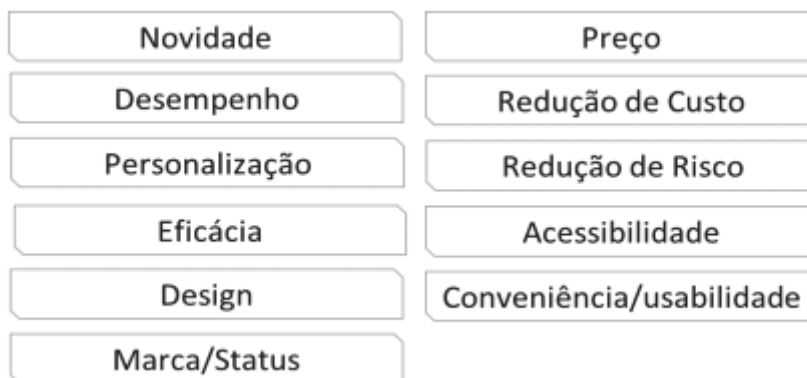 Novidade
Desempenho
Personalização
Eficácia
Design
Marca/Status
Preço
Redução de Custo
Redução de Risco
Acessibilidade
Conveniência/usabilidade